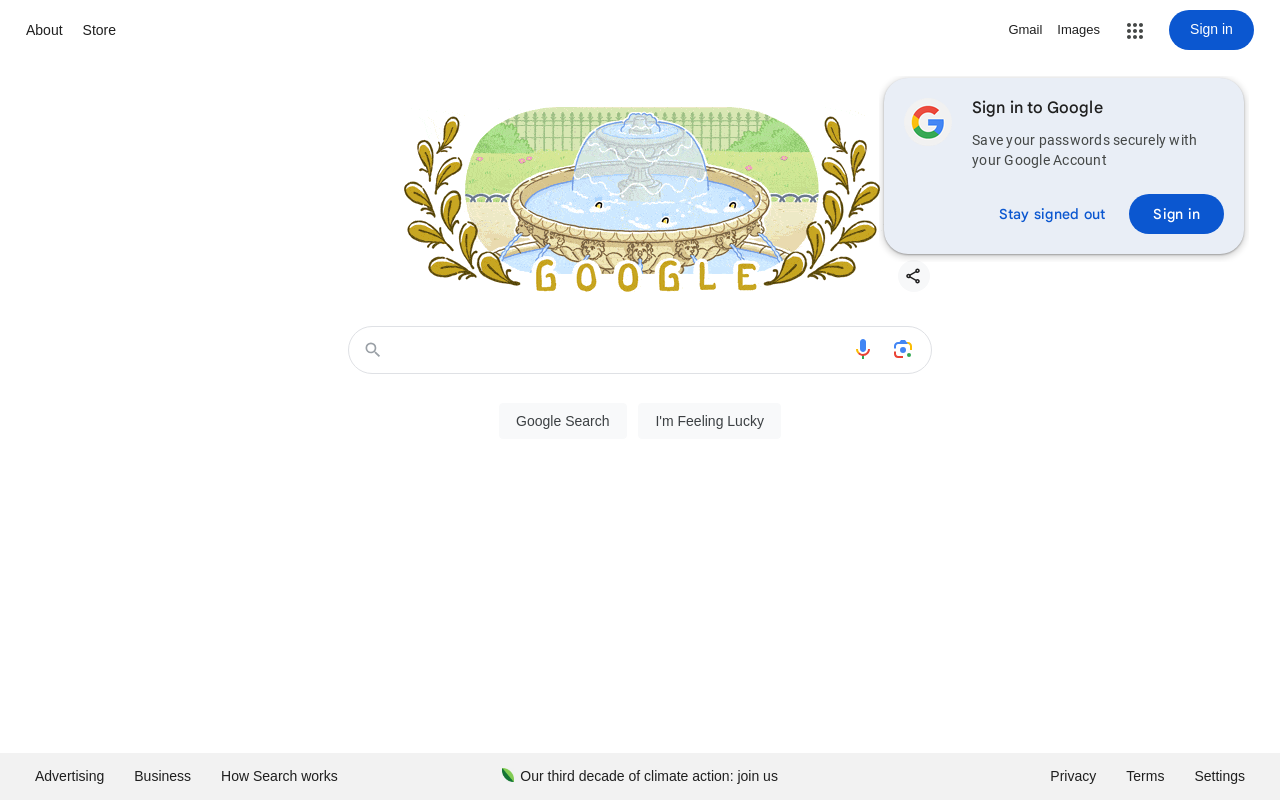 About Store
Gmail Images
Sign in
Sign in to Google
Save your passwords securely with
your Google Account
Stay signed out
Sign in
GOOGLE
Google Search
I'm Feeling Lucky
Advertising Business How Search works
Our third decade of climate action: join us
Privacy Terms Settings